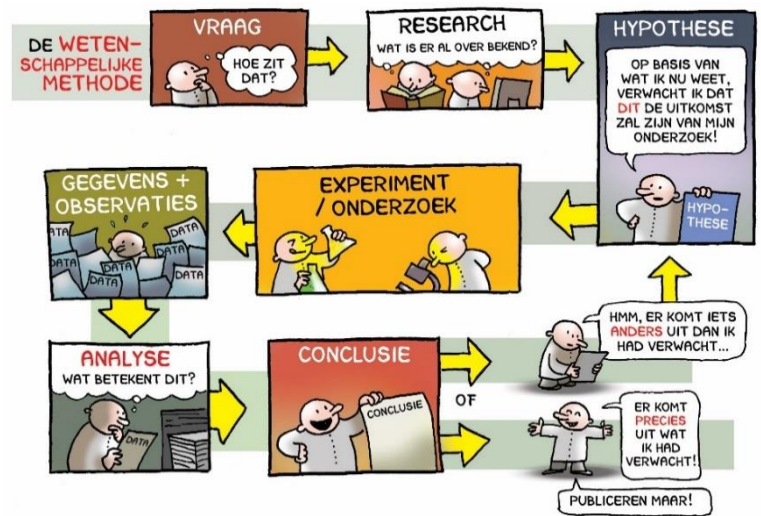 DE WETEN-
SCHAPPELIJKE
METHODE
VRAAG
HOE ZIT
DAT?
RESEARCH
WAT IS ER AL OVER BEKEND?
HYPOTHESE
OP BASIS VAN
WAT IK NU WEET,
VERWACHT IK DAT
DIT DE UITKOMST
ZAL ZIJN VAN MIJN
ONDERZOEK!
HYPO-
THESE
EXPERIMENT
/ ONDERZOEK
GEGEVENS +
OBSERVATIES
DATA
DATA
DATA
DATA
DATA
DATA
ANALYSE
WAT BETEKENT DIT?
DATA
CONCLUSIE
CONCLUSIE
OF
HMM, ER KOMT IETS
ANDERS UIT DAN IK
HAD VERWACHT...
ER KOMT
PRECIES
UIT WAT
IK HAD
VERWACHT!
PUBLICEREN MAAR!